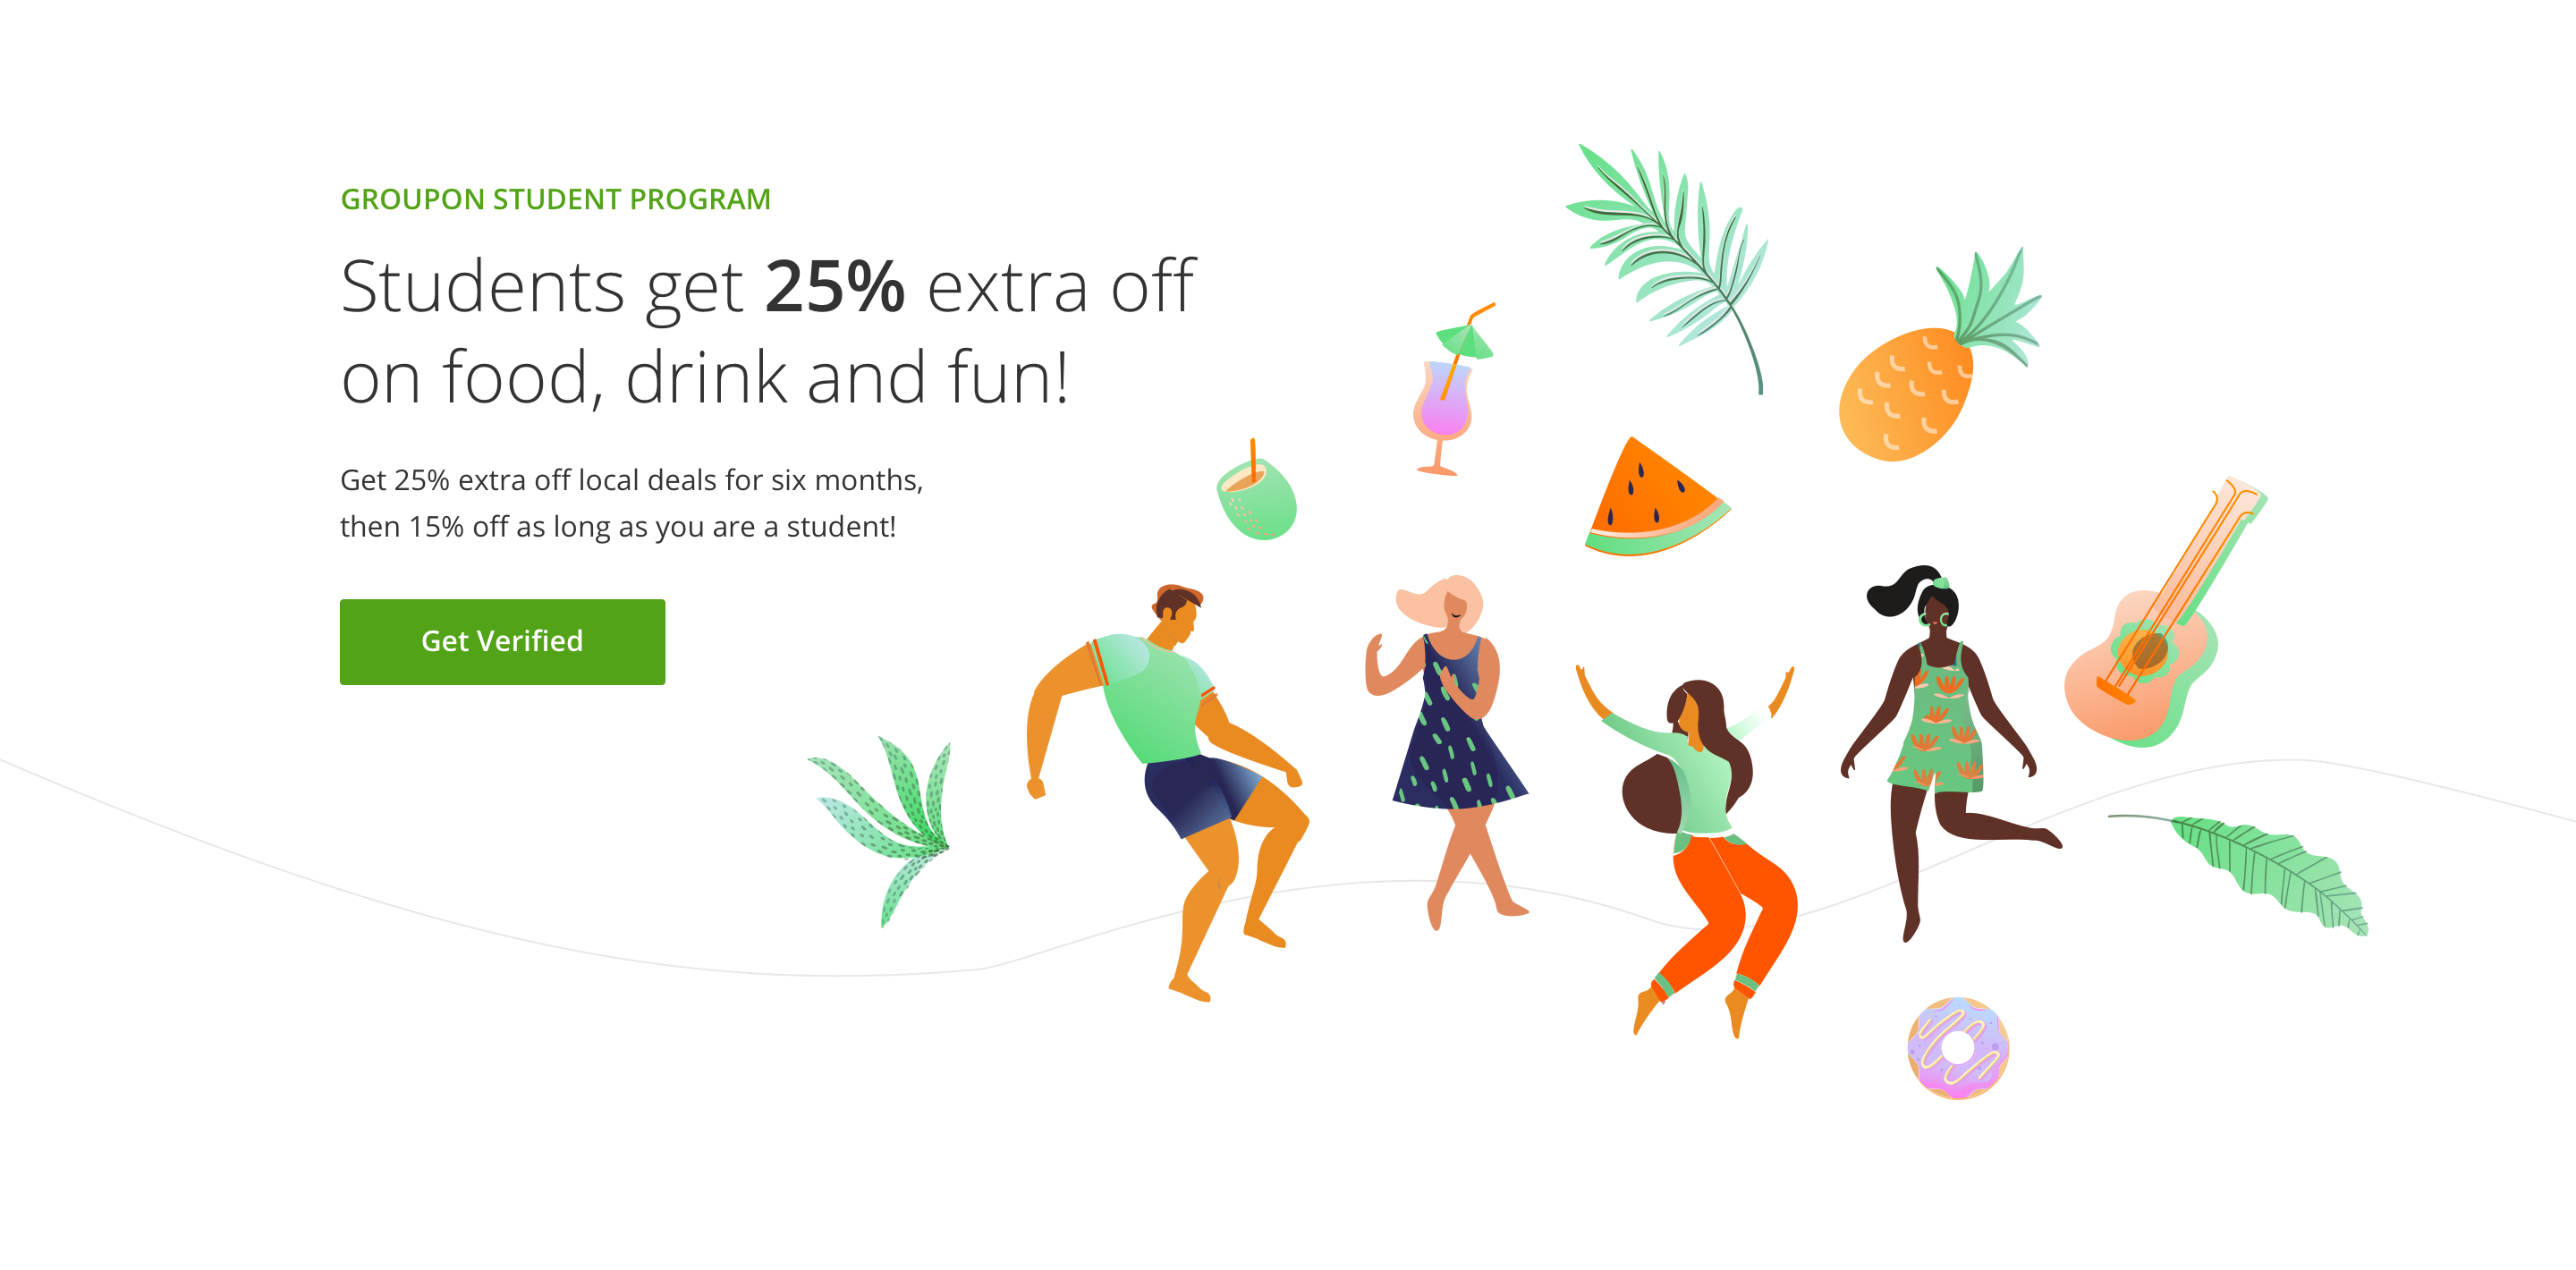 GROUPON STUDENT PROGRAM
Students get 25% extra off
on food, drink and fun!
Get 25% extra off local deals for six months,
then 15% off as long as you are a student!
Get Verified